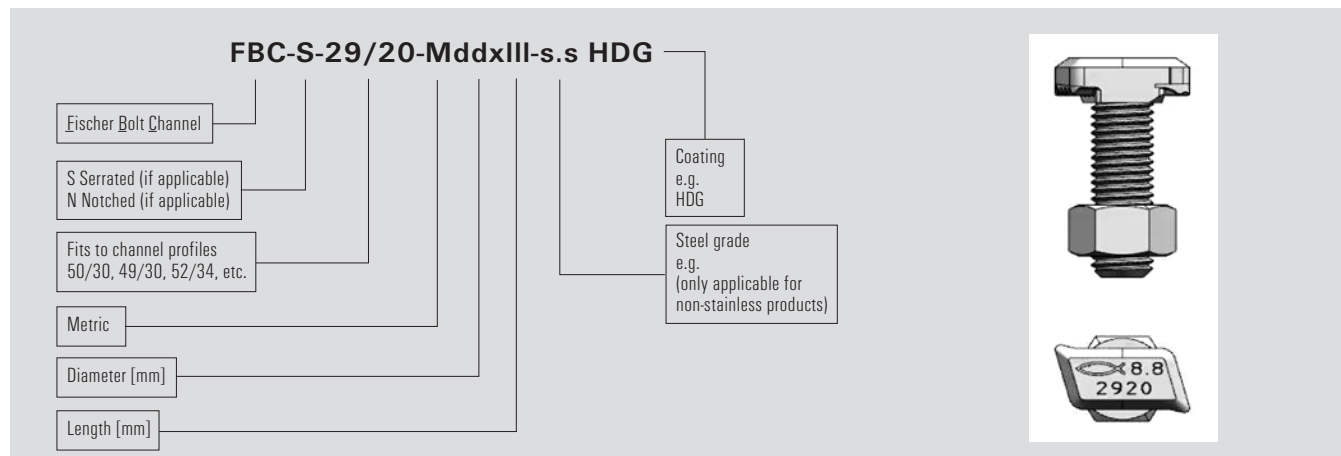 FBC-S-29/20-Mddxlll-s.s HDG
Fischer Bolt Channel
S Serrated (if applicable)
N Notched (if applicable)
Fits to channel profiles
50/30, 49/30, 52/34, etc.
Metric
Diameter [mm]
Length [mm]
Coating
e.g.
HDG
Steel grade
e.g.
(only applicable for
non-stainless products)
8.8
2920